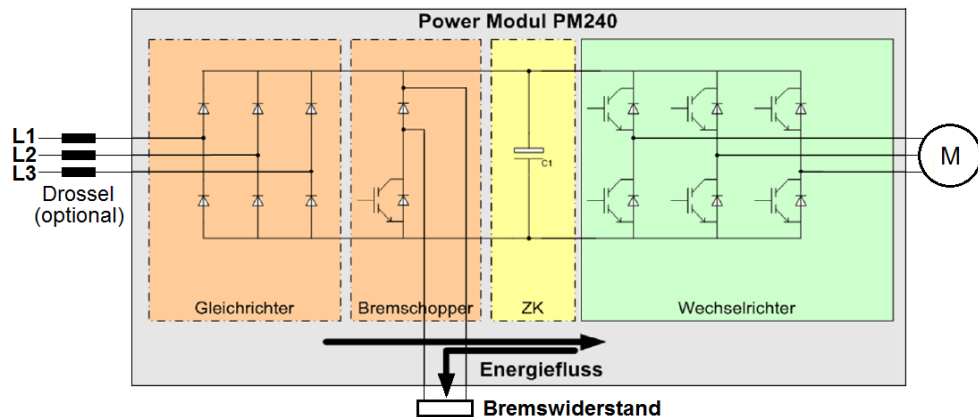 Power Modul PM240
L1
L2
L3
Drossel
(optional)
C1
M
Gleichrichter
Bremschopper
ZK
Wechselrichter
Energiefluss
Bremswiderstand